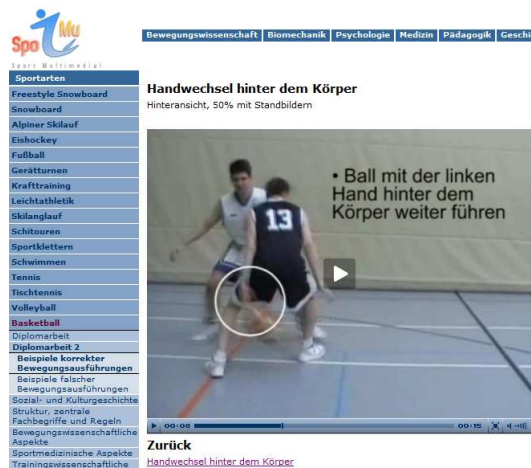 Spo i Mu
Sport Multimedial
Bewegungswissenschaft Biomechanik Psychologie Medizin Pädagogik
Sportarten
Freestyle Snowboard
Snowboard
Alpiner Skilauf
Eishockey
Fußball
Gerätturnen
Krafttraining
Leichtathletik
Skilanglauf
Schitouren
Sportklettern
Schwimmen
Tennis
Tischtennis
Volleyball
Basketball
Diplomarbeit
Diplomarbeit 2
Beispiele korrekter
Bewegungsausführungen
Beispiele falscher
Bewegungsausführungen
Sozial- und Kulturgeschichte
Struktur, zentrale
Fachbegriffe und Regeln
Bewegungswissenschaftliche
Aspekte
Sportmedizinische Aspekte
Trainingswissenschaftliche
Handwechsel hinter dem Körper
Hinteransicht, 50% mit Standbildern
• Ball mit der linken
Hand hinter dem
Körper weiter führen
13
00:08 00:15
Zurück
Handwechsel hinter dem Körper